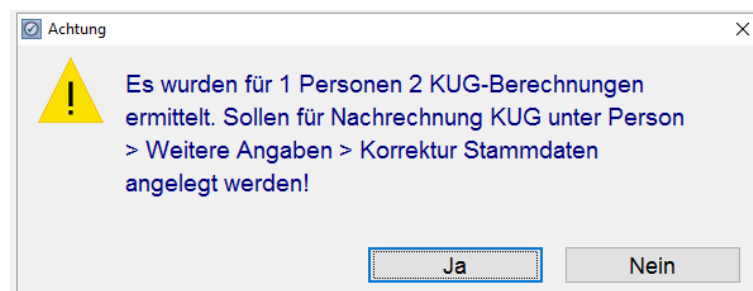 Achtung
Es wurden für 1 Personen 2 KUG-Berechnungen
ermittelt. Sollen für Nachrechnung KUG unter Person
> Weitere Angaben > Korrektur Stammdaten
angelegt werden!
Ja Nein